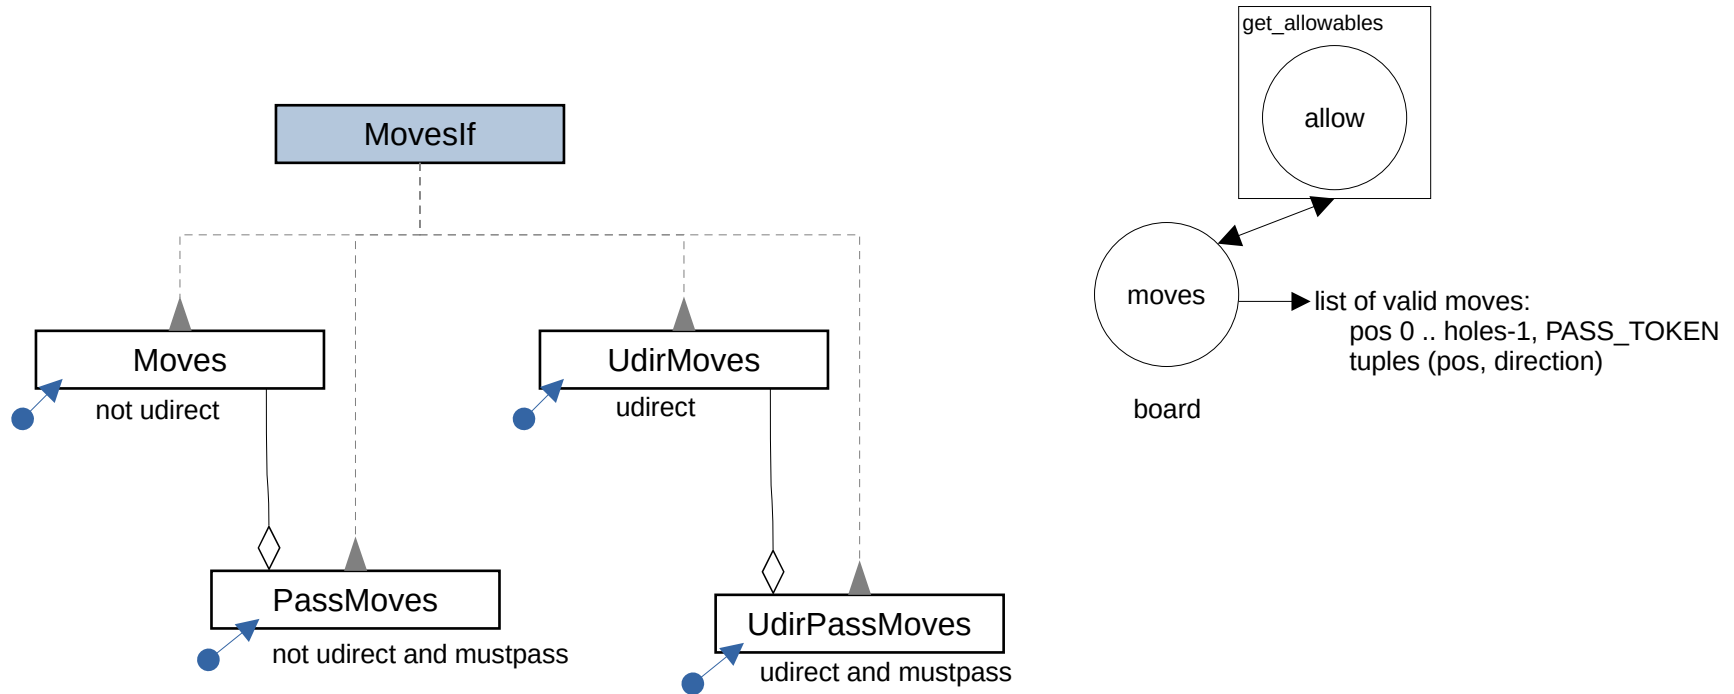 MovesIf
Moves
not udirect
UdirMoves
udirect
PassMoves
not udirect and mustpass
UdirPassMoves
udirect and mustpass
get_allowables
allow
moves
list of valid moves:
pos 0 .. holes-1, PASS_TOKEN
tuples (pos, direction)
board